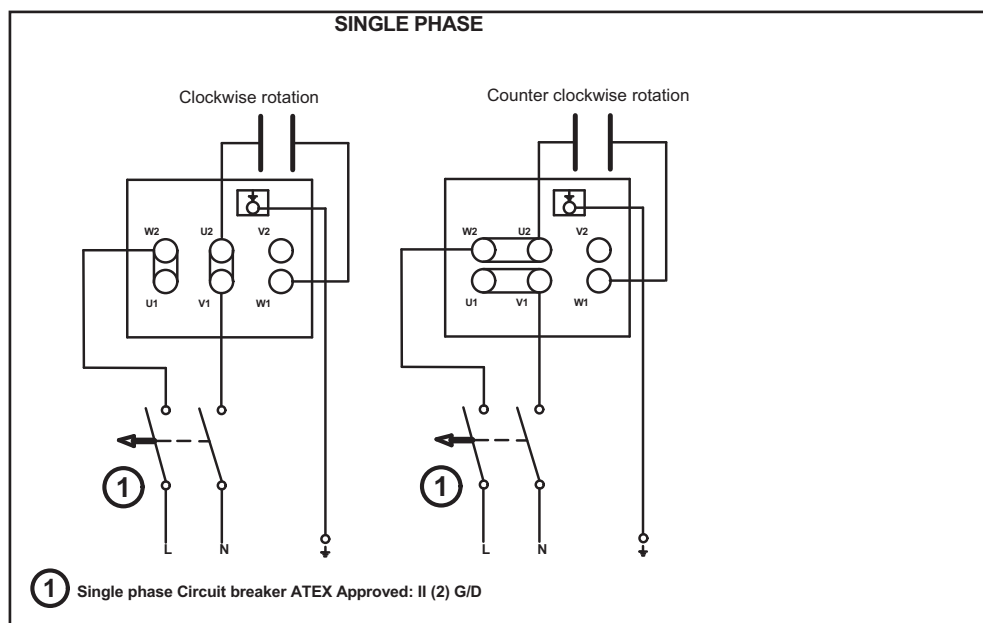 SINGLE PHASE
Clockwise rotation
W2 U2 V2
U1 V1 W1
1
L N
Counter clockwise rotation
W2 U2 V2
U1 V1 W1
1
L N
1 Single phase Circuit breaker ATEX Approved: II (2) G/D